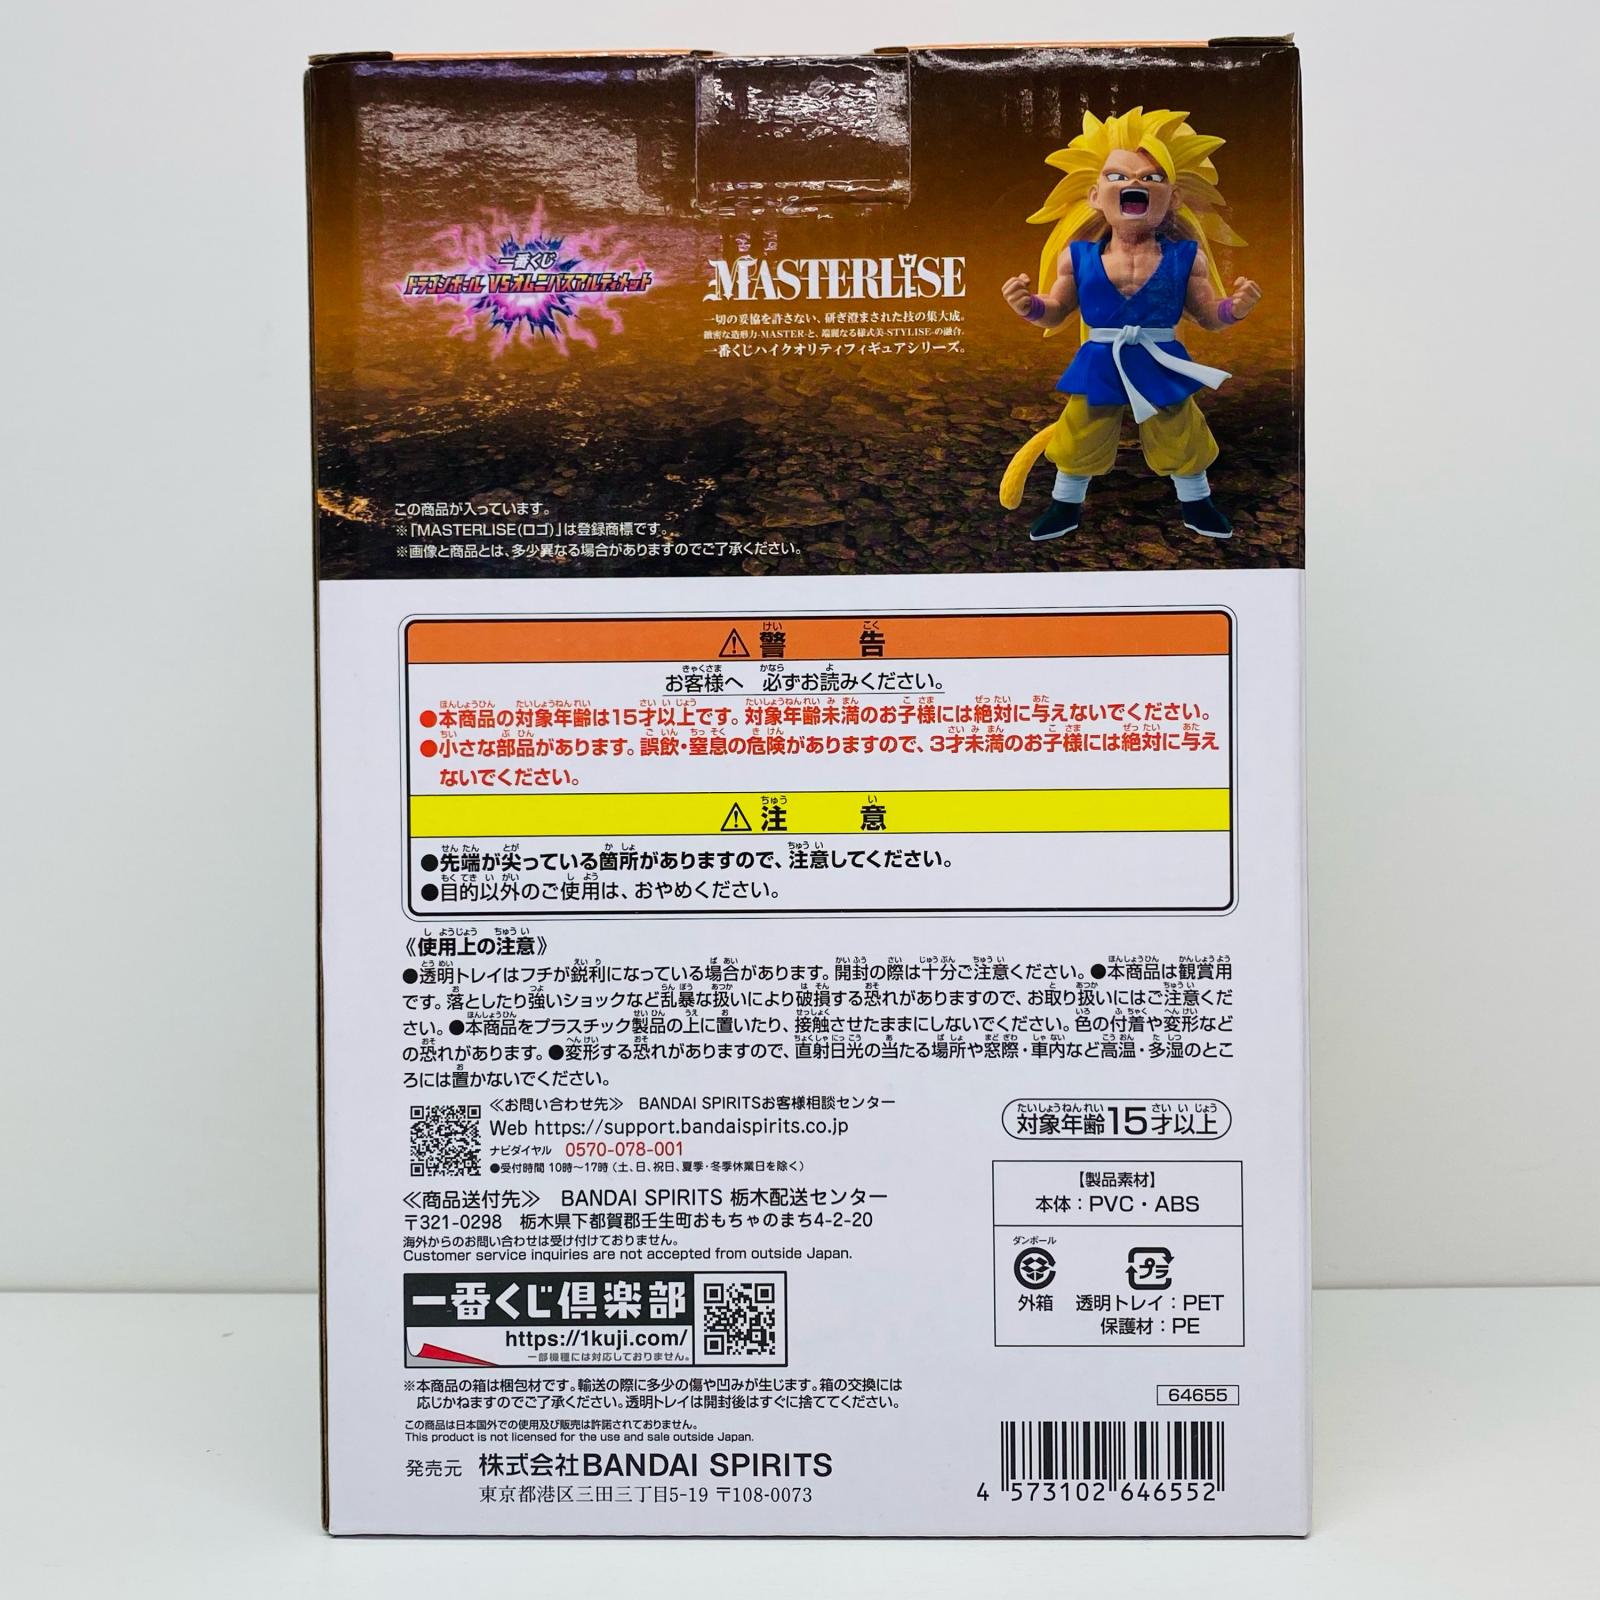 一番くじ
ドラゴンボール VSオムニバスアルティメット
MASTERLISE
一切の妥協を許さない、研ぎ澄まされた技の集大成。
緻密な造形力-MASTER-と、端麗なる様式美-STYLISE-の融合。
一番くじハイクオリティフィギュアシリーズ。
この商品が入っています。
※「MASTERLISE(ロゴ)」は登録商標です。
※画像と商品とは、多少異なる場合がありますのでご了承ください。
⚠警告
お客様へ 必ずお読みください。
●本商品の対象年齢は15才以上です。対象年齢未満のお子様には絶対に与えないでください。
●小さな部品があります。誤飲・窒息の危険がありますので、3才未満のお子様には絶対に与え
ないでください。
⚠注意
●先端が尖っている箇所がありますので、注意してください。
●目的以外のご使用は、おやめください。
《使用上の注意》
●透明トレイはフチが鋭利になっている場合があります。開封の際は十分ご注意ください。●本商品は観賞用
です。落としたり強いショックなど乱暴な扱いにより破損する恐れがありますので、お取り扱いにはご注意くだ
さい。●本商品をプラスチック製品の上に置いたり、接触させたままにしないでください。色の付着や変形など
の恐れがあります。●変形する恐れがありますので、直射日光の当たる場所や窓際・車内など高温・多湿のとこ
ろには置かないでください。
≪お問い合わせ先≫ BANDAI SPIRITSお客様相談センター
Web https://support.bandaispirits.co.jp
ナビダイヤル 0570-078-001
●受付時間 10時〜17時(土、日、祝日、夏季・冬季休業日を除く)
≪商品送付先≫ BANDAI SPIRITS 栃木配送センター
〒321-0298 栃木県下都賀郡壬生町おもちゃのまち4-2-20
海外からのお問い合わせは受け付けておりません。
Customer service inquiries are not accepted from outside Japan.
対象年齢15才以上
【製品素材】
本体：PVC・ABS
ダンボール
外箱
プラ
透明トレイ：PET
保護材：PE
一番くじ倶楽部
https://1kuji.com/
一部機種には対応しておりません。
※本商品の箱は梱包材です。輸送の際に多少の傷や凹みが生じます。箱の交換には
応じかねますのでご了承ください。透明トレイは開封後はすぐに捨ててください。
この商品は日本国外での使用及び販売は許諾されておりません。
This product is not licensed for the use and sale outside Japan.
発売元 株式会社BANDAI SPIRITS
東京都港区三田三丁目5-19 〒108-0073
64655
4 573102 646552